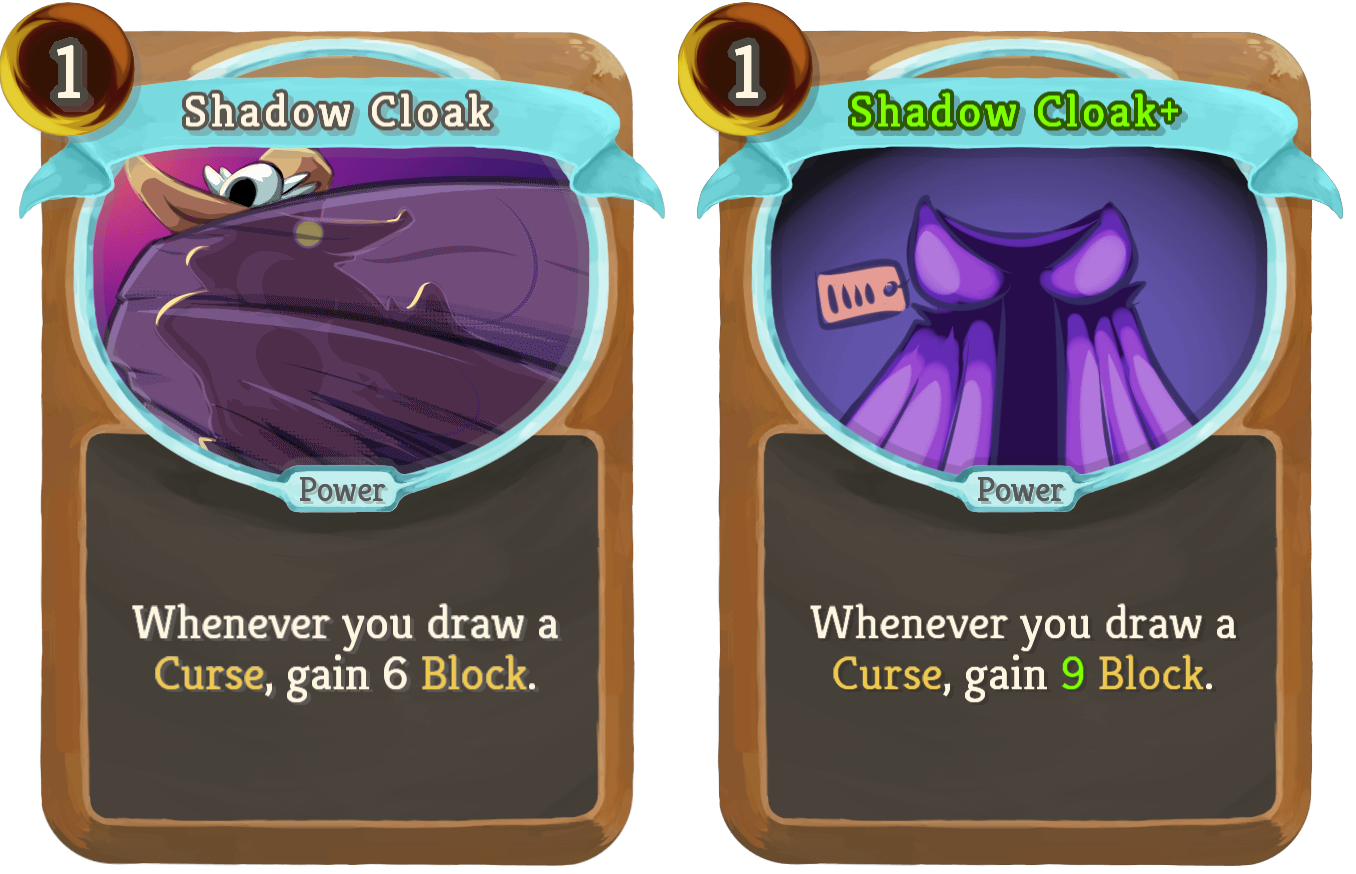 1
Shadow Cloak
Power
Whenever you draw a
Curse, gain 6 Block.
1
Shadow Cloak+
Power
Whenever you draw a
Curse, gain 9 Block.